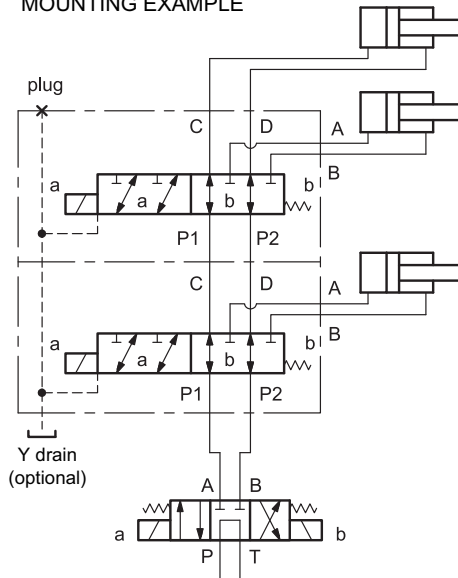 MOUNTING EXAMPLE
plug
C D A
a b B
a b
P1 P2
C D A
B
a b
a b
P1 P2
Y drain
(optional)
A B
a b
P T